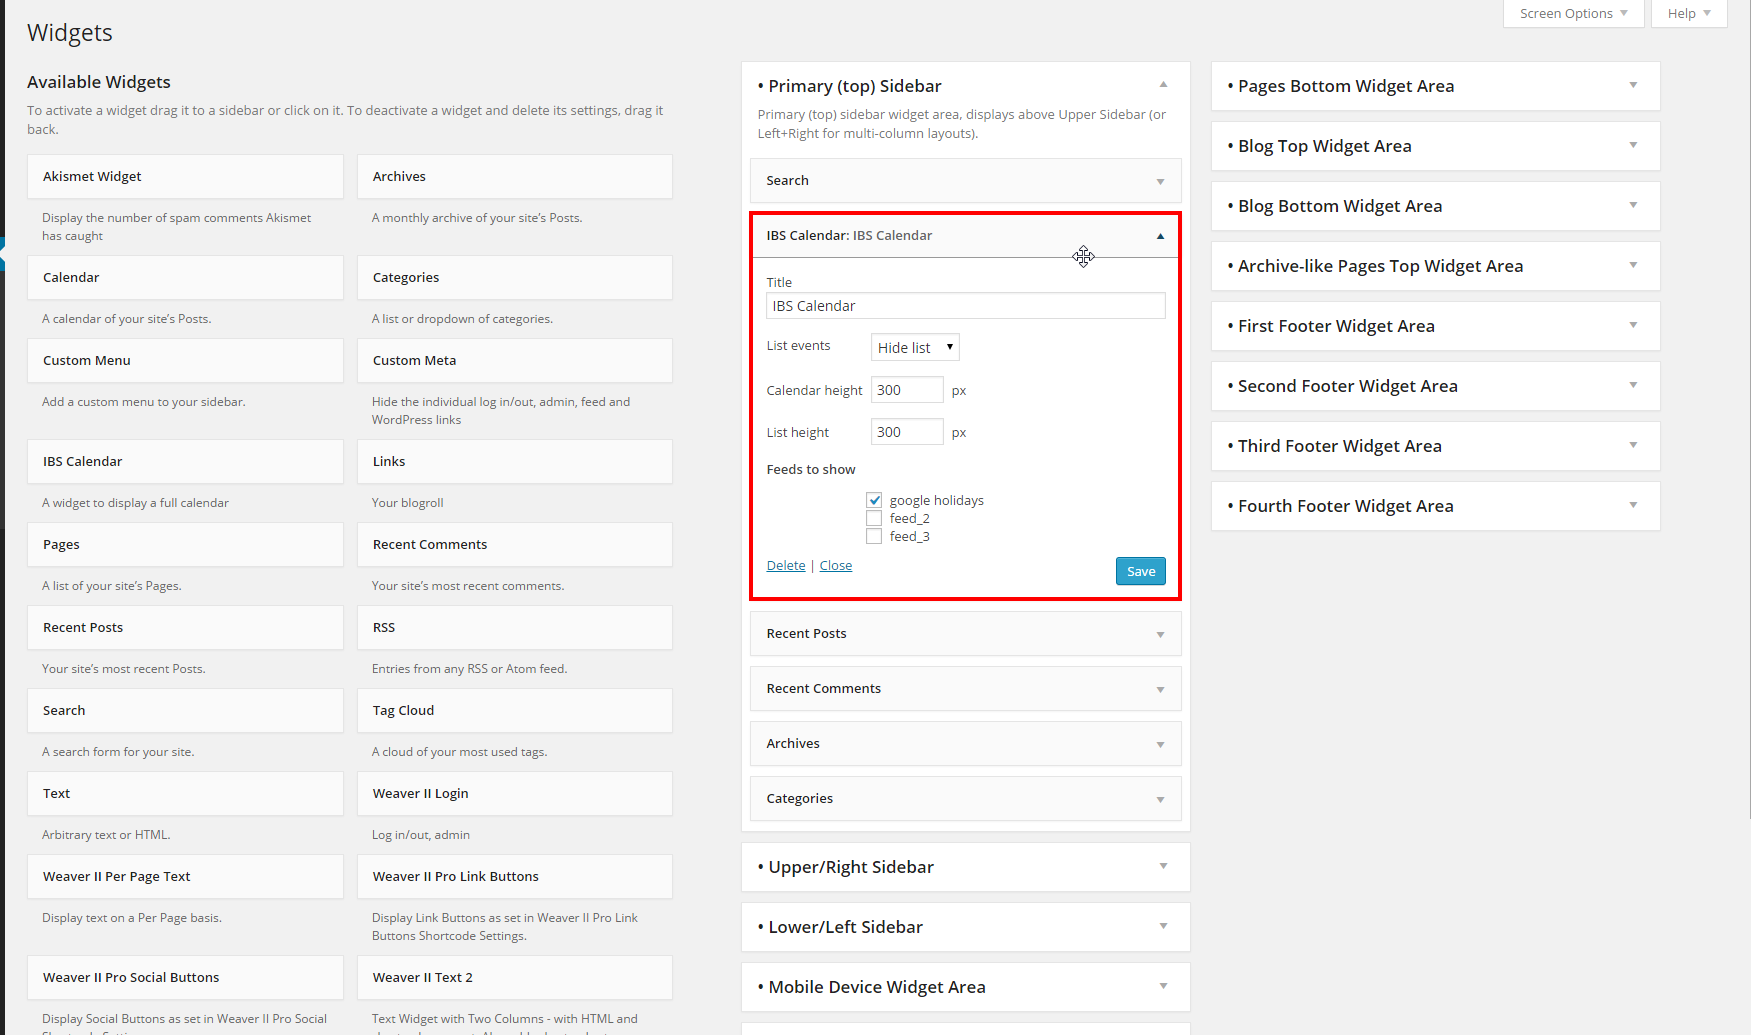 Screen Options
Help
Widgets
Available Widgets
To activate a widget drag it to a sidebar or click on it. To deactivate a widget and delete its settings, drag it
back.
Akismet Widget
Archives
Display the number of spam comments Akismet
has caught
A monthly archive of your site's Posts.
Calendar
Categories
A calendar of your site's Posts.
A list or dropdown of categories.
Custom Menu
Custom Meta
Add a custom menu to your sidebar.
Hide the individual log in/out, admin, feed and
WordPress links
IBS Calendar
Links
A widget to display a full calendar
Your blogroll
Pages
Recent Comments
A list of your site's Pages.
Your site's most recent comments.
Recent Posts
RSS
Your site's most recent Posts.
Entries from any RSS or Atom feed.
Search
Tag Cloud
A search form for your site.
A cloud of your most used tags.
Text
Weaver II Login
Arbitrary text or HTML.
Log in/out, admin
Weaver II Per Page Text
Weaver II Pro Link Buttons
Display text on a Per Page basis.
Display Link Buttons as set in Weaver II Pro Link
Buttons Shortcode Settings.
Weaver II Pro Social Buttons
Weaver II Text 2
Display Social Buttons as set in Weaver II Pro Social
Text Widget with Two Columns - with HTML and
• Primary (top) Sidebar
Primary (top) sidebar widget area, displays above Upper Sidebar (or
Left+Right for multi-column layouts).
Search
IBS Calendar: IBS Calendar
Title
IBS Calendar
List events Hide list
Calendar height 300 px
List height 300 px
Feeds to show
google holidays
feed_2
feed_3
Delete | Close
Save
Recent Posts
Recent Comments
Archives
Categories
• Upper/Right Sidebar
• Lower/Left Sidebar
• Mobile Device Widget Area
• Pages Bottom Widget Area
• Blog Top Widget Area
• Blog Bottom Widget Area
• Archive-like Pages Top Widget Area
• First Footer Widget Area
• Second Footer Widget Area
• Third Footer Widget Area
• Fourth Footer Widget Area